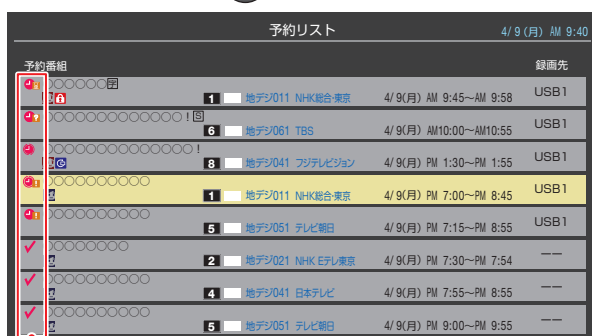 予約リスト 4/ 9 (月) AM 9:40
予約番組 録画先
○○○○○○字
1 地デジ011 NHK総合・東京 4/ 9(月) AM 9:45~AM 9:58 USB1
○○○○○○○○○○○○○!S
6 地デジ061 TBS 4/ 9(月) AM10:00~AM10:55 USB1
○○○○○○○○○○○○○○!
8 地デジ041 フジテレビジョン 4/ 9(月) PM 1:30~PM 1:55 USB1
○○○○○○○○○○
1 地デジ011 NHK総合・東京 4/ 9(月) PM 7:00~PM 8:45 USB1
○○○○○○○○○○
5 地デジ051 テレビ朝日 4/ 9(月) PM 7:15~PM 8:55 USB1
○○○○○○○○
2 地デジ021 NHK Eテレ東京 4/ 9(月) PM 7:30~PM 7:54 −−
○○○○○○○○○○
4 地デジ041 日本テレビ 4/ 9(月) PM 7:55~PM 8:55 −−
○○○○○○○○○○
5 地デジ051 テレビ朝日 4/ 9(月) PM 9:00~PM 9:55 −−